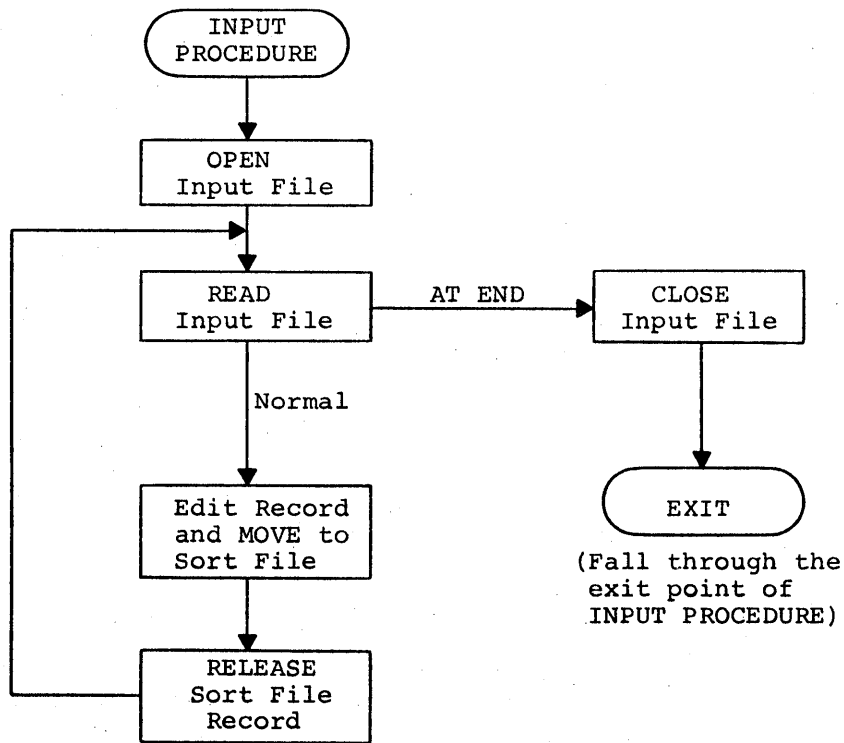 INPUT
PROCEDURE
OPEN
Input File
READ
Input File
AT END
CLOSE
Input File
Normal
Edit Record
and MOVE to
Sort File
EXIT
(Fall through the
exit point of
INPUT PROCEDURE)
RELEASE
Sort File
Record